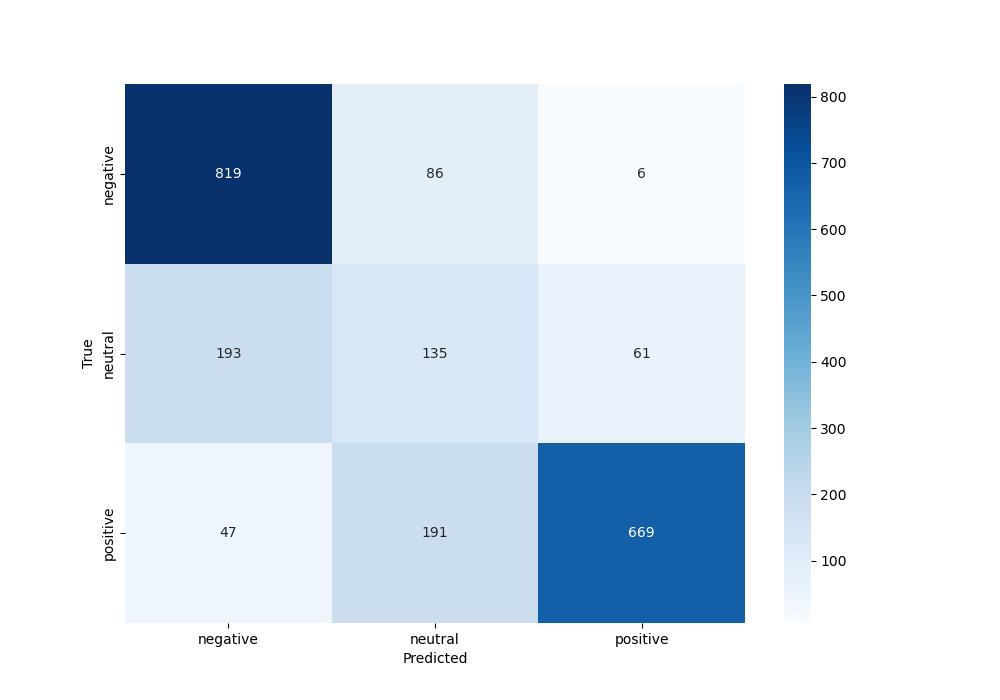 819 86 6
193 135 61
47 191 669
negative neutral positive
Predicted
True
negative
neutral
positive
800
700
600
500
400
300
200
100